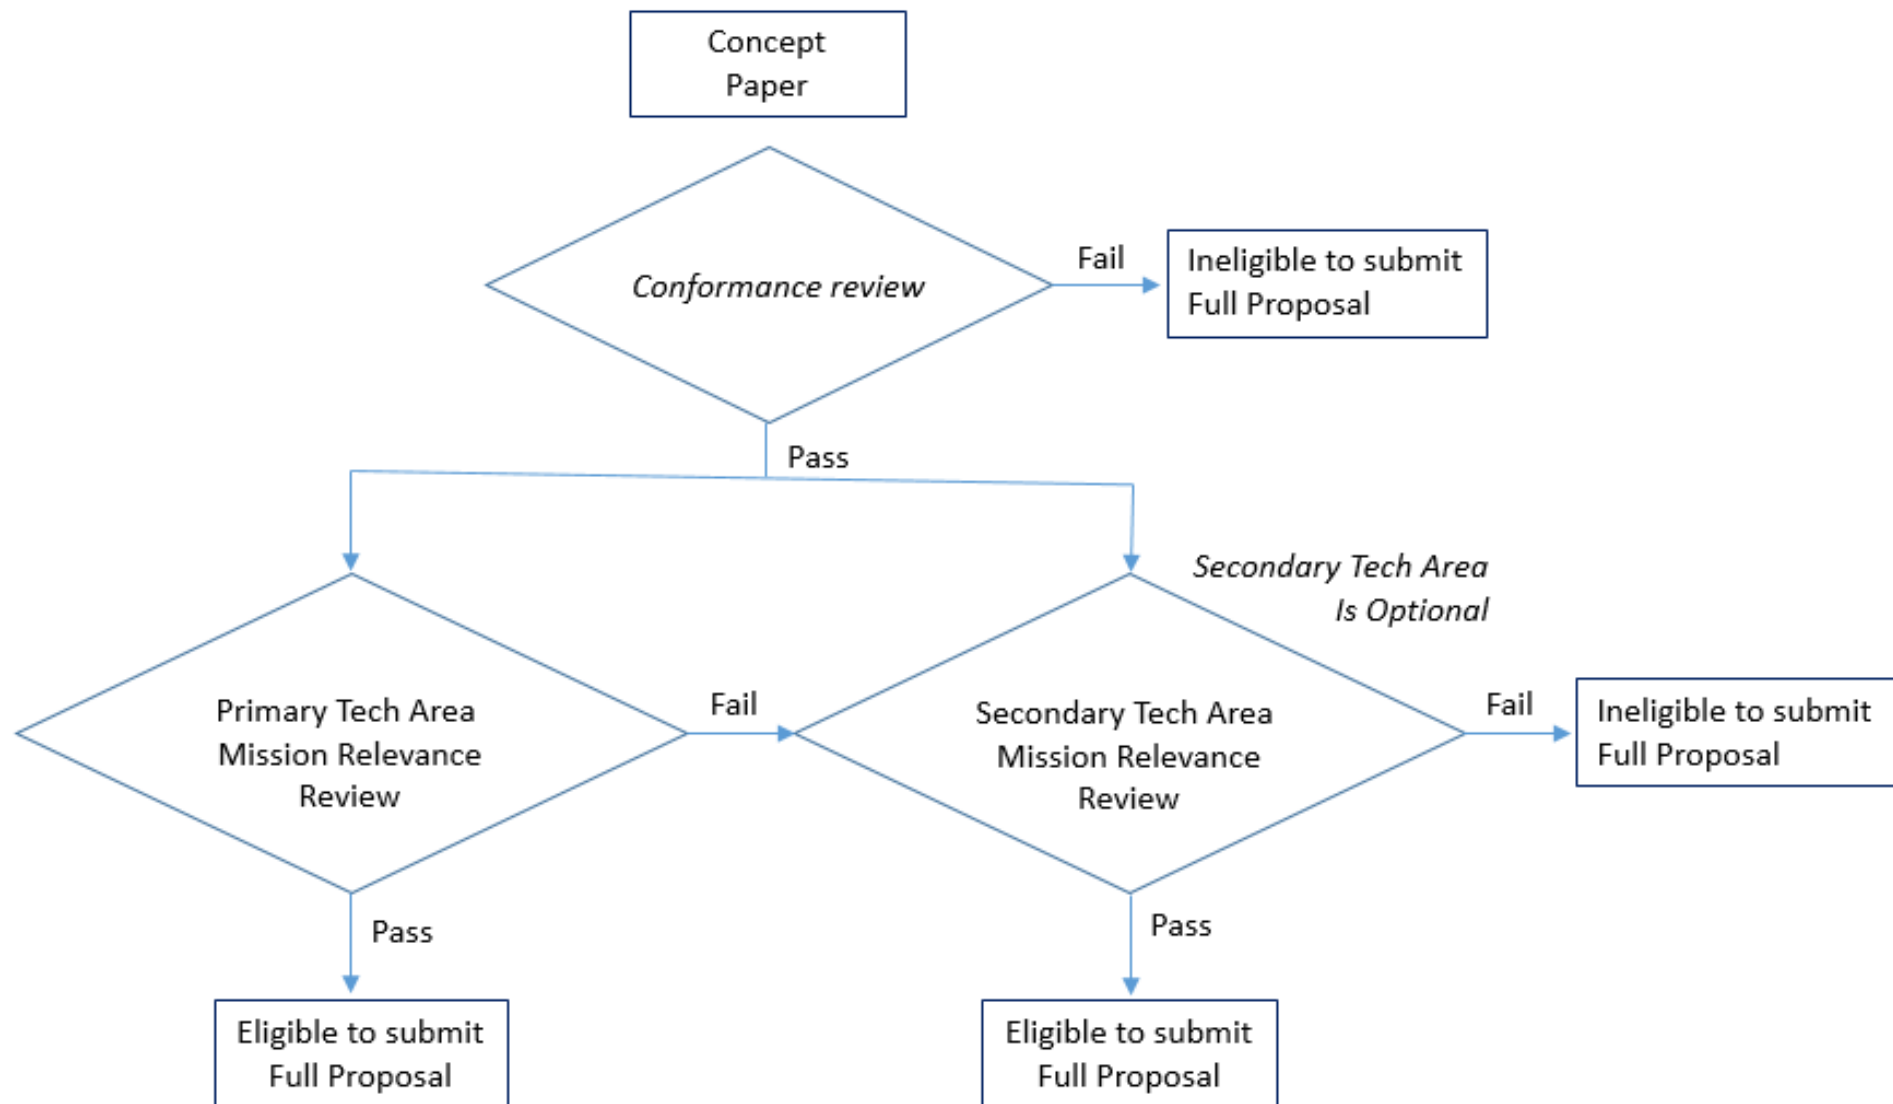 Concept
Paper
Conformance review
Fail
Ineligible to submit
Full Proposal
Pass
Secondary Tech Area
Is Optional
Primary Tech Area
Mission Relevance
Review
Fail
Secondary Tech Area
Mission Relevance
Review
Fail
Ineligible to submit
Full Proposal
Pass
Pass
Eligible to submit
Full Proposal
Eligible to submit
Full Proposal